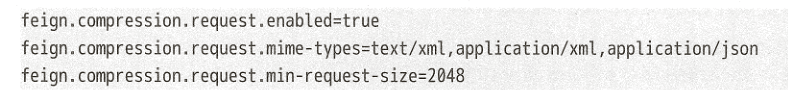 feign.compression.request.enabled=true
feign.compression.request.mime-types=text/xml,application/xml,application/json
feign.compression.request.min-request-size=2048